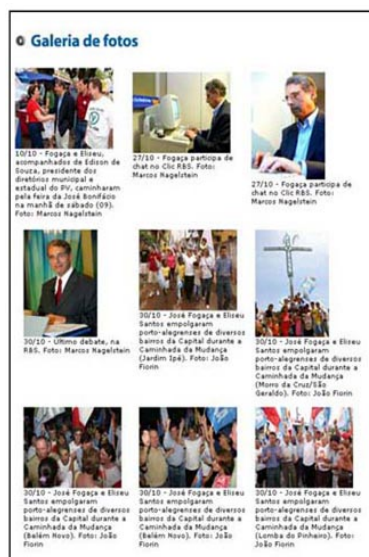 Galeria de fotos
10/10 - Fogaça e Eliseu,
acompanhados de Edison de
Souza, presidente dos
diretórios municipal e
estadual do PV, caminharam
pela feira da José Bonifácio
na manhã de sábado (09).
Foto: Marcos Nagelstein
27/10 - Fogaça participa de
chat no Clic RBS. Foto:
Marcos Nagelstein
27/10 - Fogaça participa de
chat no Clic RBS. Foto:
Marcos Nagelstein
30/10 - Último debate, na
RBS. Foto: Marcos Nagelstein
30/10 - José Fogaça e Eliseu
Santos empolgaram
porto-alegrenses de diversos
bairros da Capital durante a
Caminhada da Mudança
(Jardim Ipê). Foto: João
Fiorin
30/10 - José Fogaça e Eliseu
Santos empolgaram
porto-alegrenses de diversos
bairros da Capital durante a
Caminhada da Mudança
(Morro da Cruz/São
Geraldo). Foto: João Fiorin
30/10 - José Fogaça e Eliseu
Santos empolgaram
porto-alegrenses de diversos
bairros da Capital durante a
Caminhada da Mudança
(Belém Novo). Foto: João
Fiorin
30/10 - José Fogaça e Eliseu
Santos empolgaram
porto-alegrenses de diversos
bairros da Capital durante a
Caminhada da Mudança
(Belém Novo). Foto: João
Fiorin
30/10 - José Fogaça e Eliseu
Santos empolgaram
porto-alegrenses de diversos
bairros da Capital durante a
Caminhada da Mudança
(Lomba do Pinheiro). Foto:
João Fiorin